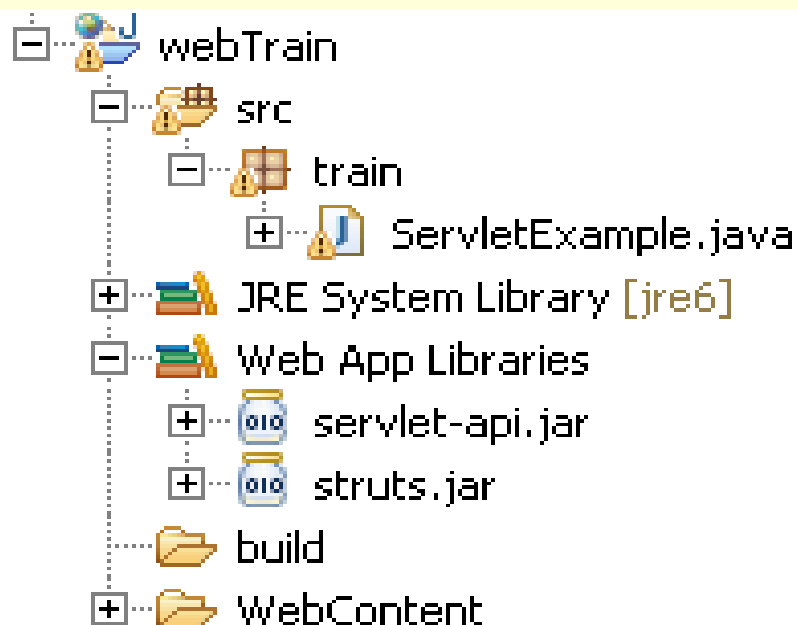 webTrain
src
train
ServletExample.java
JRE System Library [jre6]
Web App Libraries
servlet-api.jar
struts.jar
build
WebContent